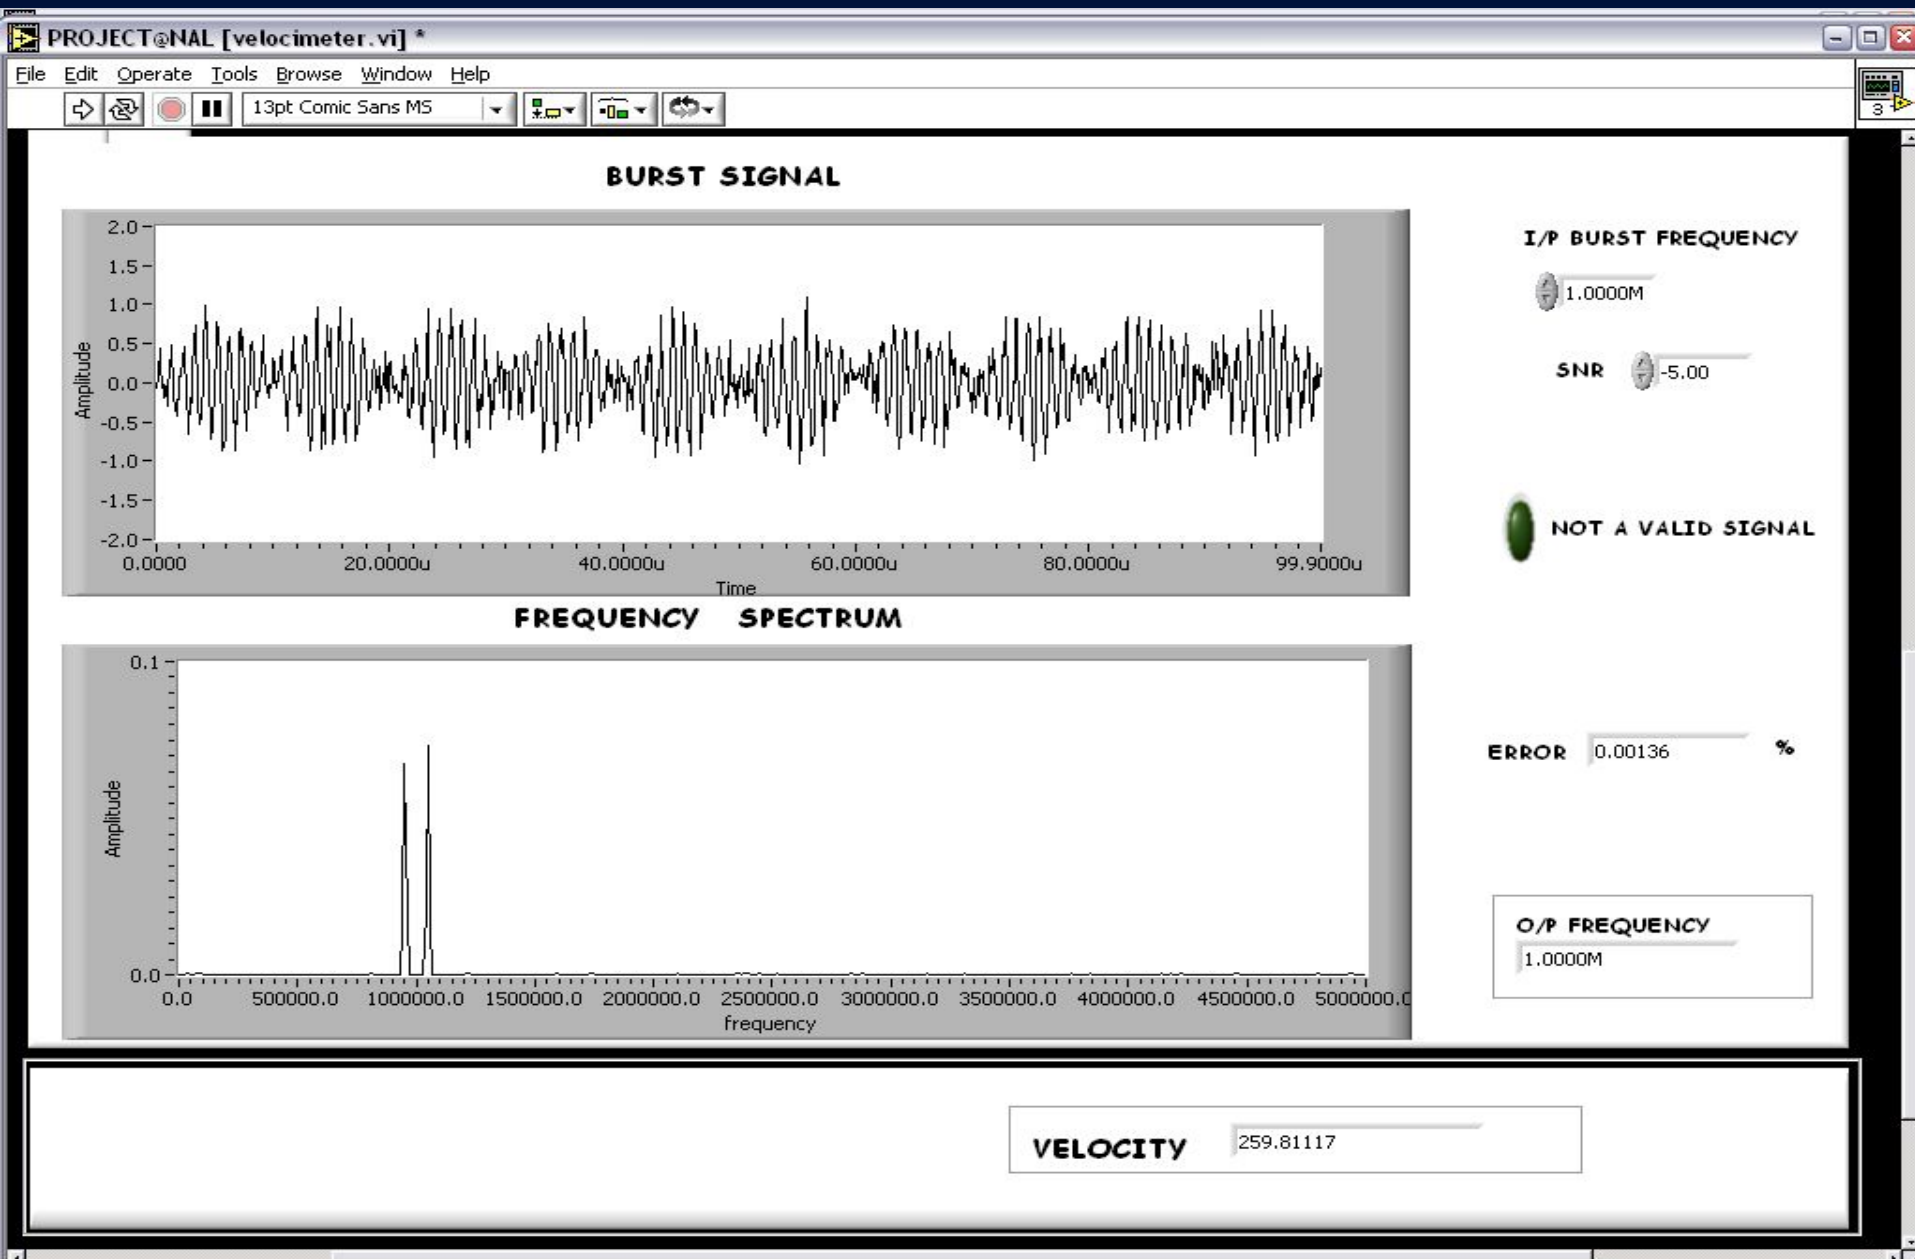 PROJECT@NAL [velocimeter.vi] *
File Edit Operate Tools Browse Window Help
13pt Comic Sans MS
3
BURST SIGNAL
2.0
1.5
1.0
0.5
0.0
-0.5
-1.0
-1.5
-2.0
Amplitude
0.0000 20.0000u 40.0000u 60.0000u 80.0000u 99.9000u
Time
I/P BURST FREQUENCY
1.0000M
SNR -5.00
NOT A VALID SIGNAL
FREQUENCY SPECTRUM
0.1
0.0
Amplitude
0.0 500000.0 1000000.0 1500000.0 2000000.0 2500000.0 3000000.0 3500000.0 4000000.0 4500000.0 5000000.0
frequency
ERROR 0.00136 %
O/P FREQUENCY
1.0000M
VELOCITY 259.81117